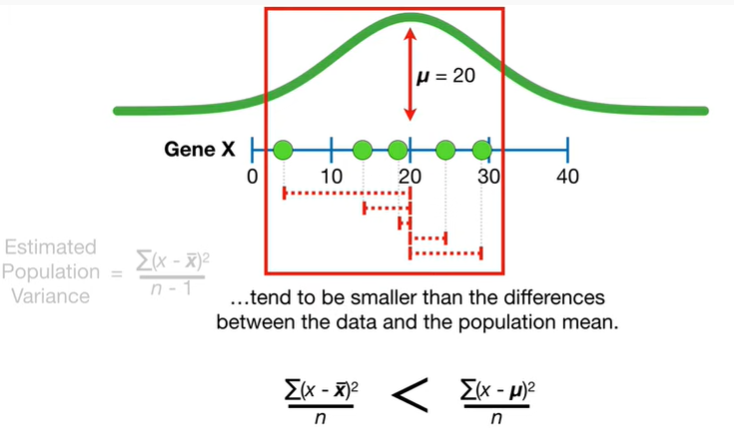 μ = 20
Gene X
0 10 20 30 40
Estimated
Population
Variance
= Σ(x - x̄)²
n - 1
...tend to be smaller than the differences
between the data and the population mean.
Σ(x - x̄)² < Σ(x - μ)²
n n